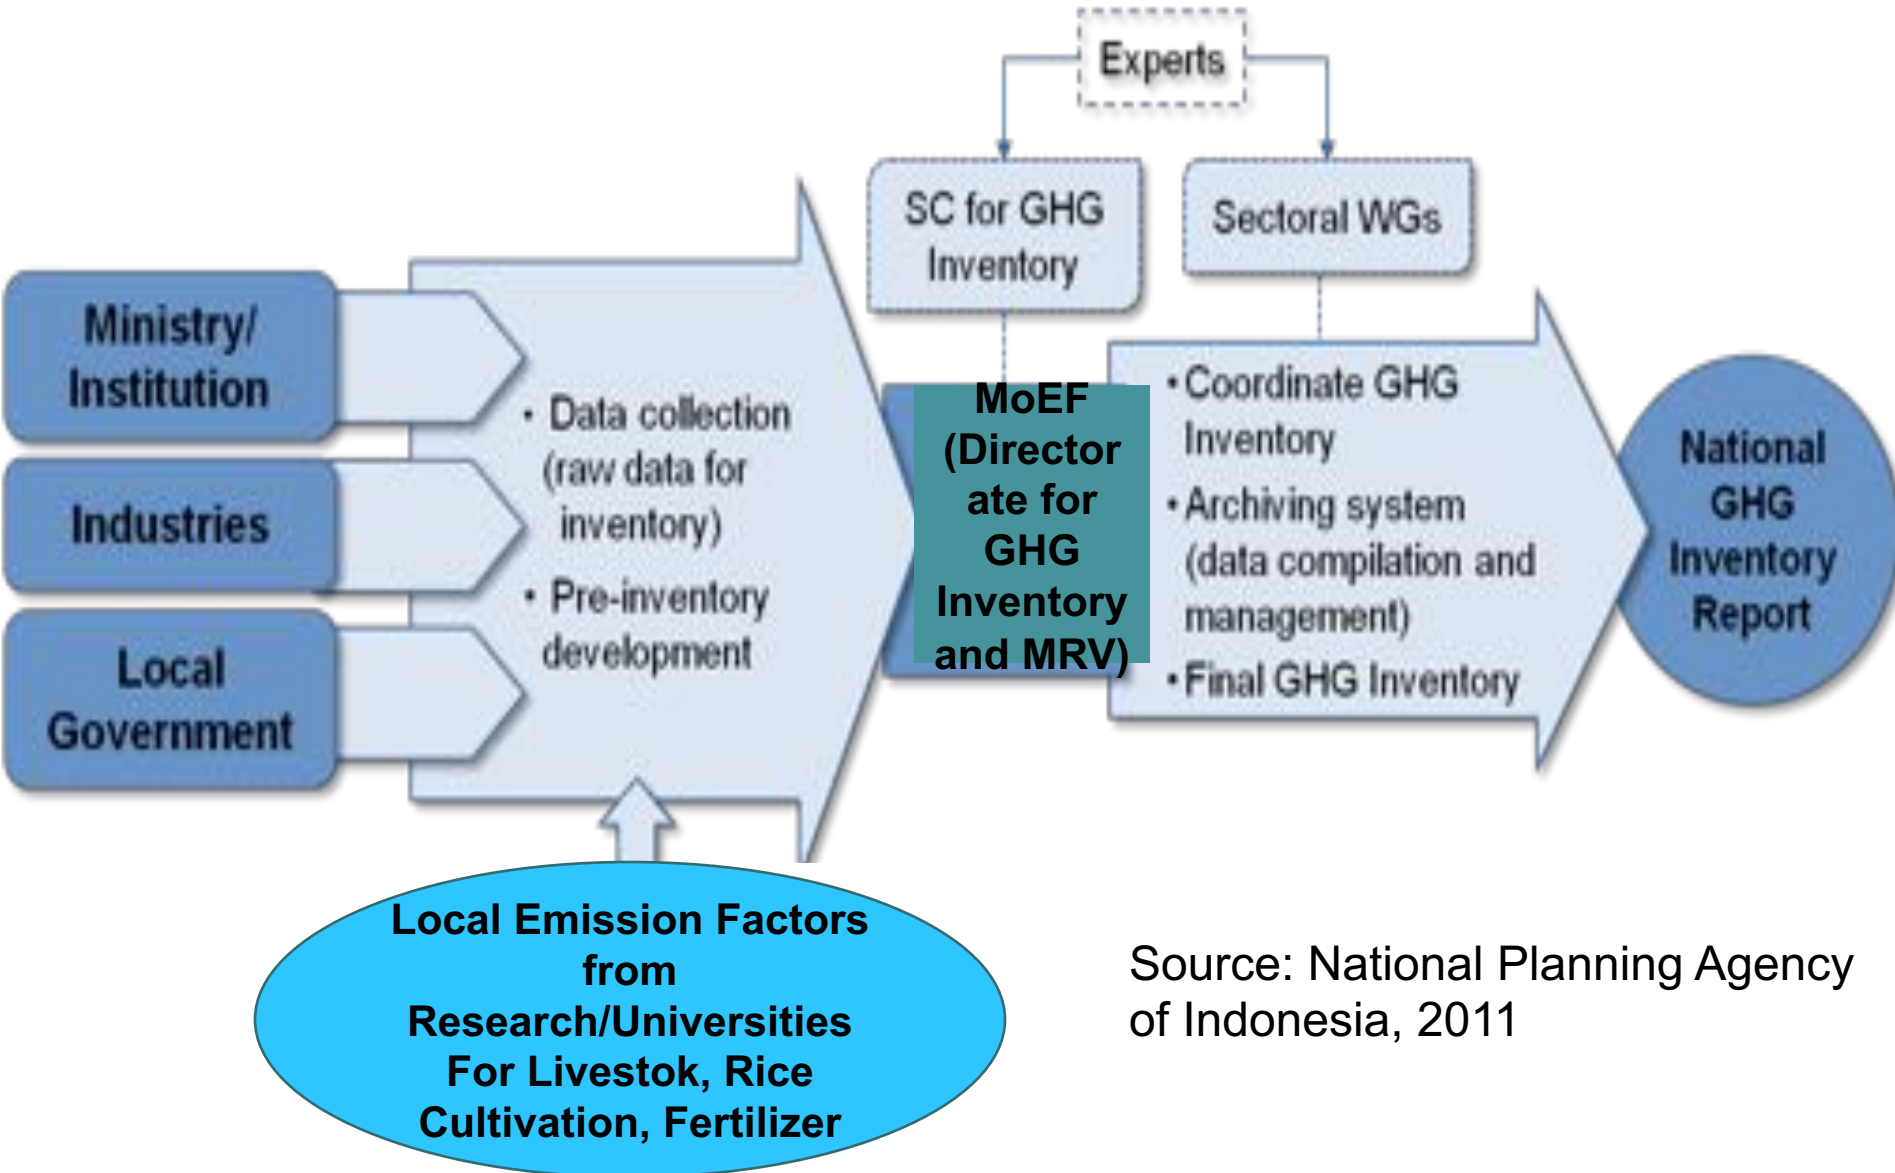 Experts
SC for GHG
Inventory
Sectoral WGs
Ministry/
Institution
Industries
Local
Government
• Data collection
(raw data for
inventory)
• Pre-inventory
development
MoEF
(Director
ate for
GHG
Inventory
and MRV)
• Coordinate GHG
Inventory
• Archiving system
(data compilation and
management)
• Final GHG Inventory
National
GHG
Inventory
Report
Local Emission Factors
from
Research/Universities
For Livestok, Rice
Cultivation, Fertilizer
Source: National Planning Agency
of Indonesia, 2011